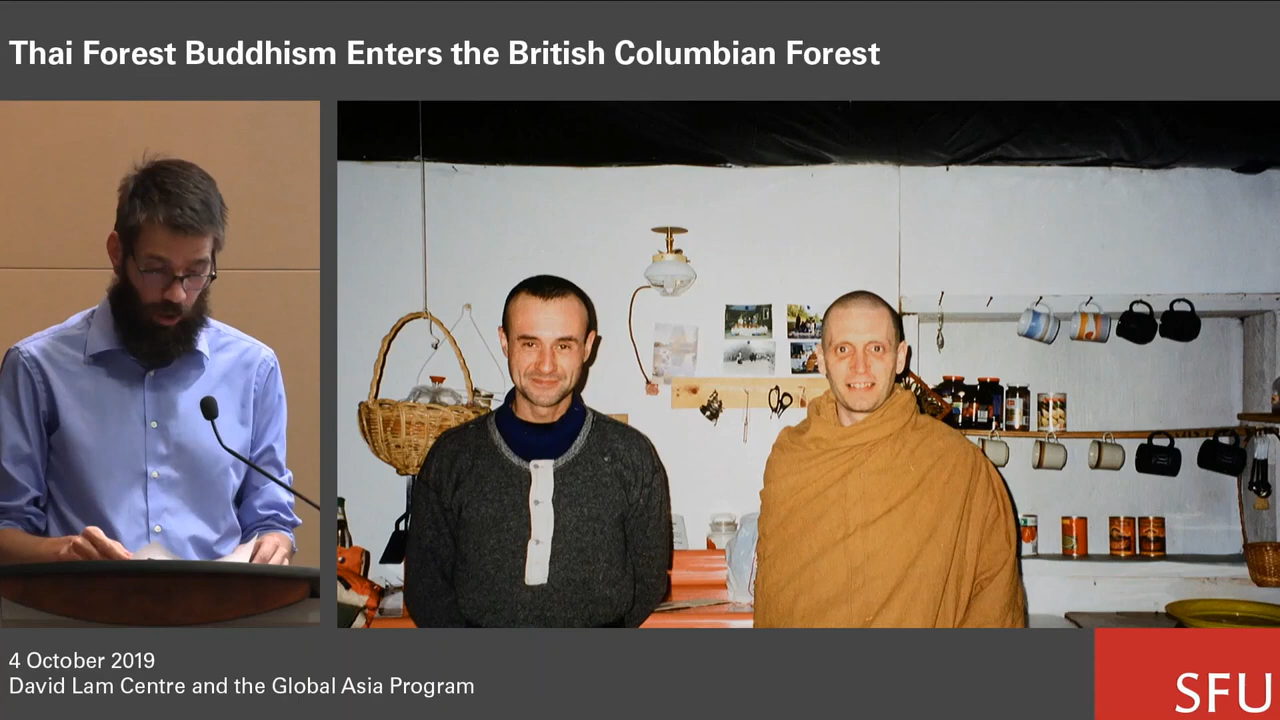 Thai Forest Buddhism Enters the British Columbian Forest
4 October 2019
David Lam Centre and the Global Asia Program
SFU